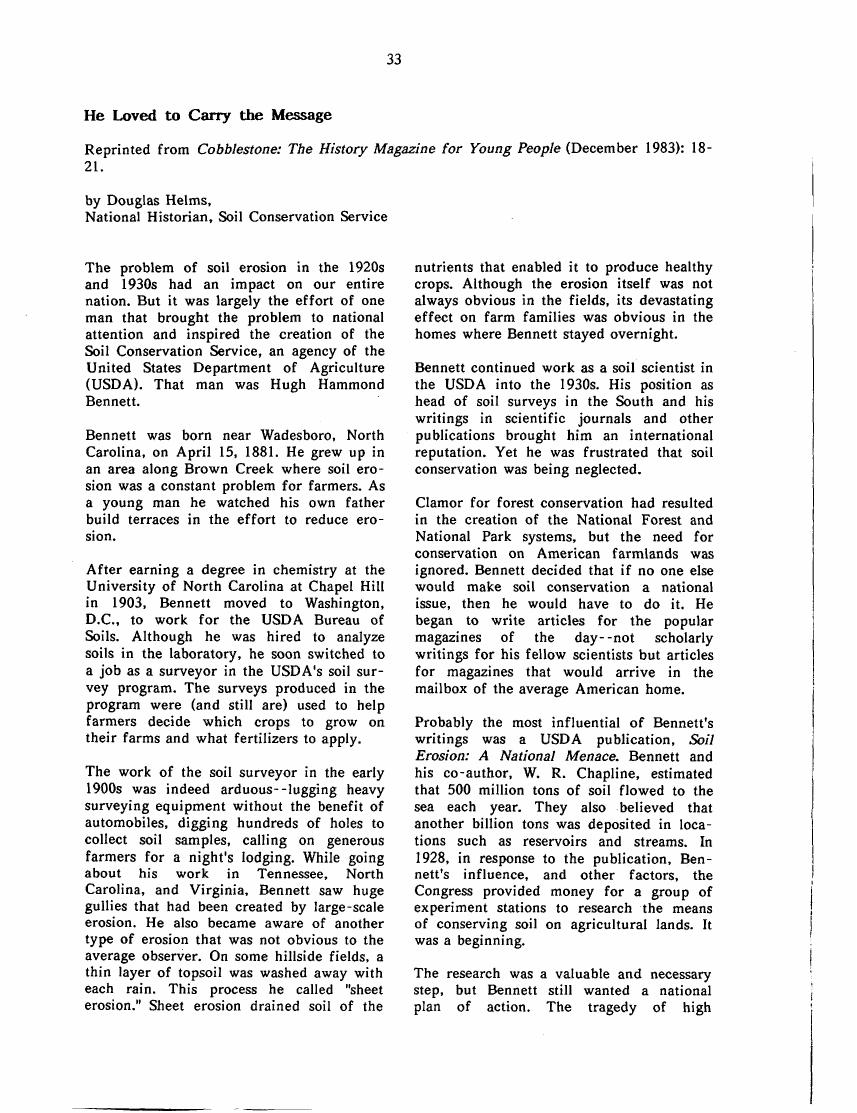 33
He Loved to Carry the Message
Reprinted from Cobblestone: The History Magazine for Young People (December 1983): 18-
21.
by Douglas Helms,
National Historian, Soil Conservation Service
The problem of soil erosion in the 1920s
and 1930s had an impact on our entire
nation. But it was largely the effort of one
man that brought the problem to national
attention and inspired the creation of the
Soil Conservation Service, an agency of the
United States Department of Agriculture
(USDA). That man was Hugh Hammond
Bennett.
Bennett was born near Wadesboro, North
Carolina, on April 15, 1881. He grew up in
an area along Brown Creek where soil ero-
sion was a constant problem for farmers. As
a young man he watched his own father
build terraces in the effort to reduce ero-
sion.
After earning a degree in chemistry at the
University of North Carolina at Chapel Hill
in 1903, Bennett moved to Washington,
D.C., to work for the USDA Bureau of
Soils. Although he was hired to analyze
soils in the laboratory, he soon switched to
a job as a surveyor in the USDA's soil sur-
vey program. The surveys produced in the
program were (and still are) used to help
farmers decide which crops to grow on
their farms and what fertilizers to apply.
The work of the soil surveyor in the early
1900s was indeed arduous--lugging heavy
surveying equipment without the benefit of
automobiles, digging hundreds of holes to
collect soil samples, calling on generous
farmers for a night's lodging. While going
about his work in Tennessee, North
Carolina, and Virginia, Bennett saw huge
gullies that had been created by large-scale
erosion. He also became aware of another
type of erosion that was not obvious to the
average observer. On some hillside fields, a
thin layer of topsoil was washed away with
each rain. This process he called "sheet
erosion." Sheet erosion drained soil of the
nutrients that enabled it to produce healthy
crops. Although the erosion itself was not
always obvious in the fields, its devastating
effect on farm families was obvious in the
homes where Bennett stayed overnight.
Bennett continued work as a soil scientist in
the USDA into the 1930s. His position as
head of soil surveys in the South and his
writings in scientific journals and other
publications brought him an international
reputation. Yet he was frustrated that soil
conservation was being neglected.
Clamor for forest conservation had resulted
in the creation of the National Forest and
National Park systems, but the need for
conservation on American farmlands was
ignored. Bennett decided that if no one else
would make soil conservation a national
issue, then he would have to do it. He
began to write articles for the popular
magazines of the day--not scholarly
writings for his fellow scientists but articles
for magazines that would arrive in the
mailbox of the average American home.
Probably the most influential of Bennett's
writings was a USDA publication, Soil
Erosion: A National Menace. Bennett and
his co-author, W. R. Chapline, estimated
that 500 million tons of soil flowed to the
sea each year. They also believed that
another billion tons was deposited in loca-
tions such as reservoirs and streams. In
1928, in response to the publication, Ben-
nett's influence, and other factors, the
Congress provided money for a group of
experiment stations to research the means
of conserving soil on agricultural lands. It
was a beginning.
The research was a valuable and necessary
step, but Bennett still wanted a national
plan of action. The tragedy of high